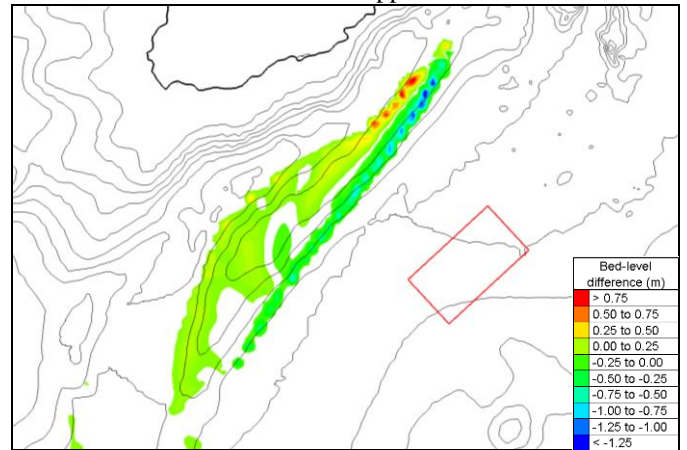 Bed-level
difference (m)
> 0.75
0.50 to 0.75
0.25 to 0.50
0.00 to 0.25
-0.25 to 0.00
-0.50 to -0.25
-0.75 to -0.50
-1.00 to -0.75
-1.25 to -1.00
< -1.25